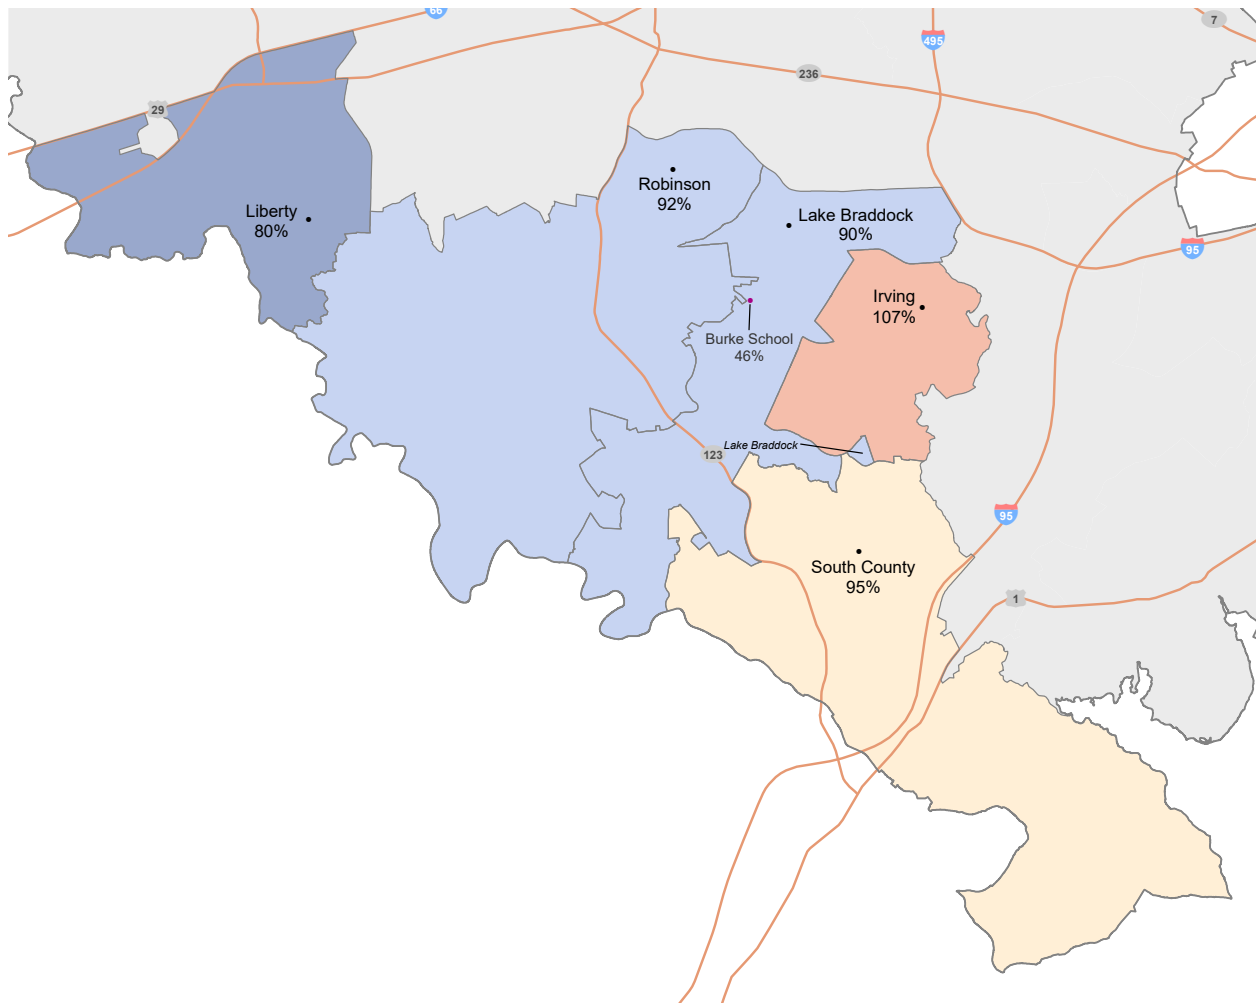 66
7
495
236
29
Robinson
92%
Liberty
80%
Lake Braddock
90%
95
Irving
107%
Burke School
46%
Lake Braddock
123
95
South County
95%
1